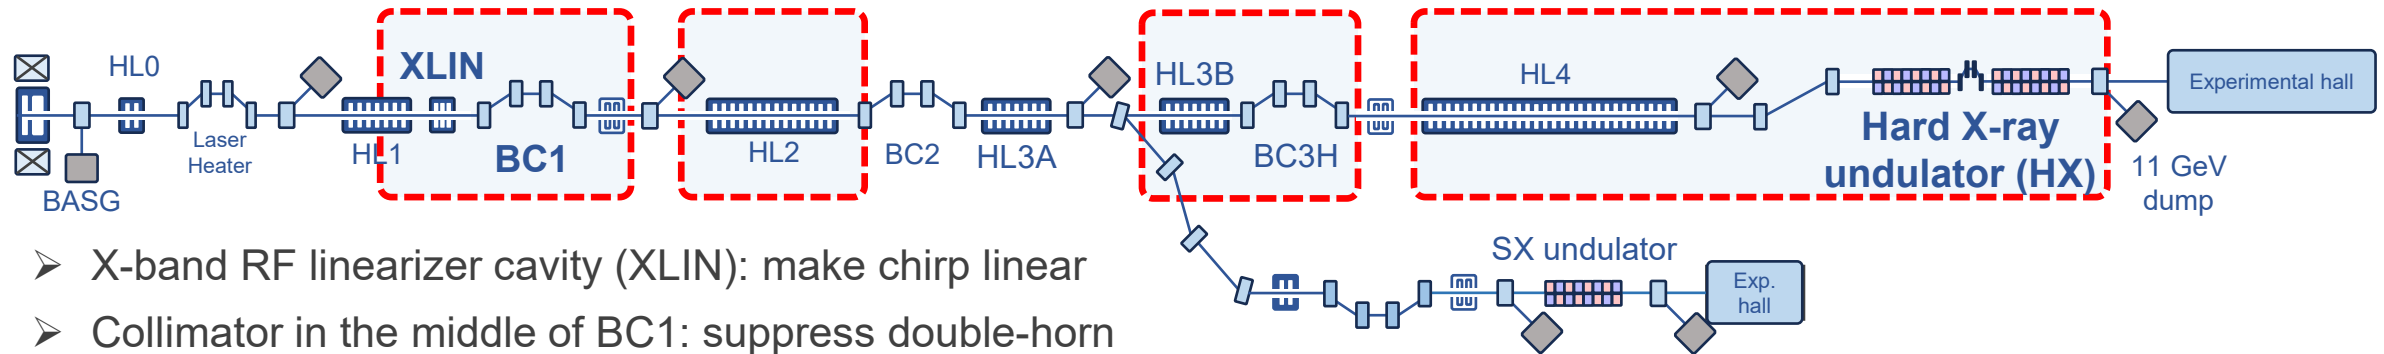 HL0
XLIN
HL3B
HL4
Experimental hall
Laser
Heater
HL1
BC1
HL2
BC2
HL3A
BC3H
Hard X-ray
undulator (HX)
11 GeV
dump
BASG
➢ X-band RF linearizer cavity (XLIN): make chirp linear
➢ Collimator in the middle of BC1: suppress double-horn
SX undulator
Exp.
hall